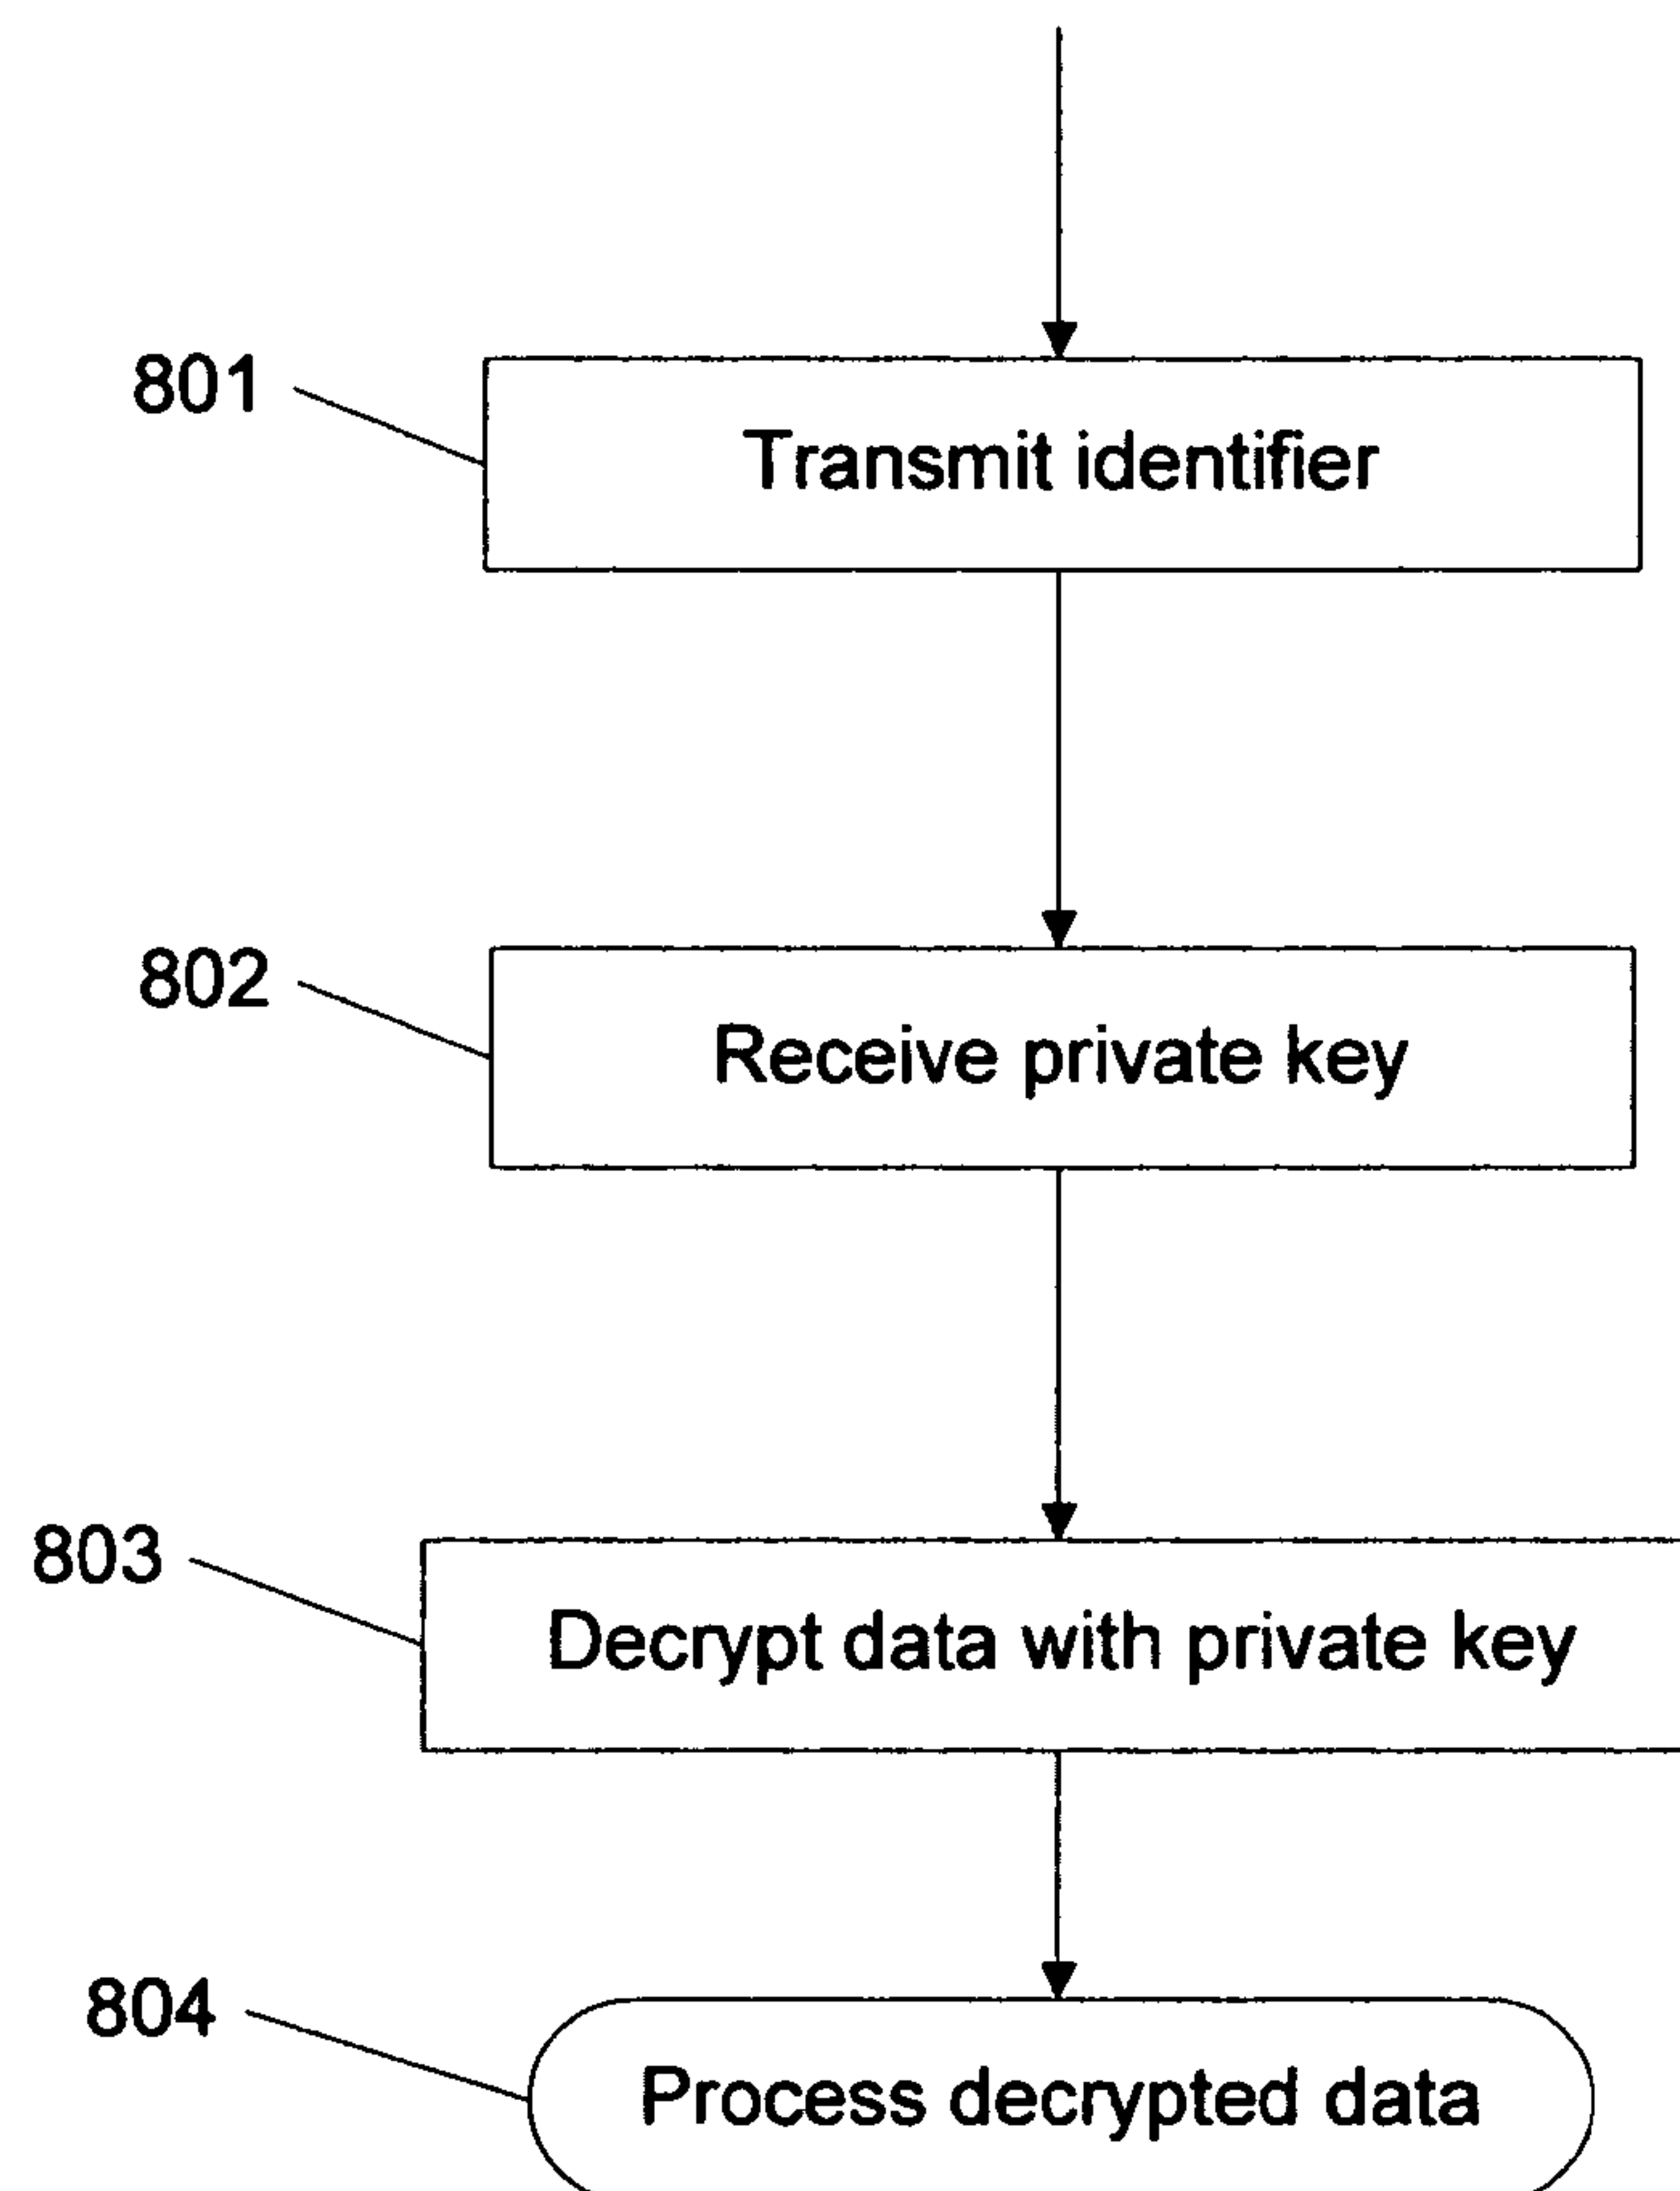 801
Transmit identifier
802
Receive private key
803
Decrypt data with private key
804
Process decrypted data